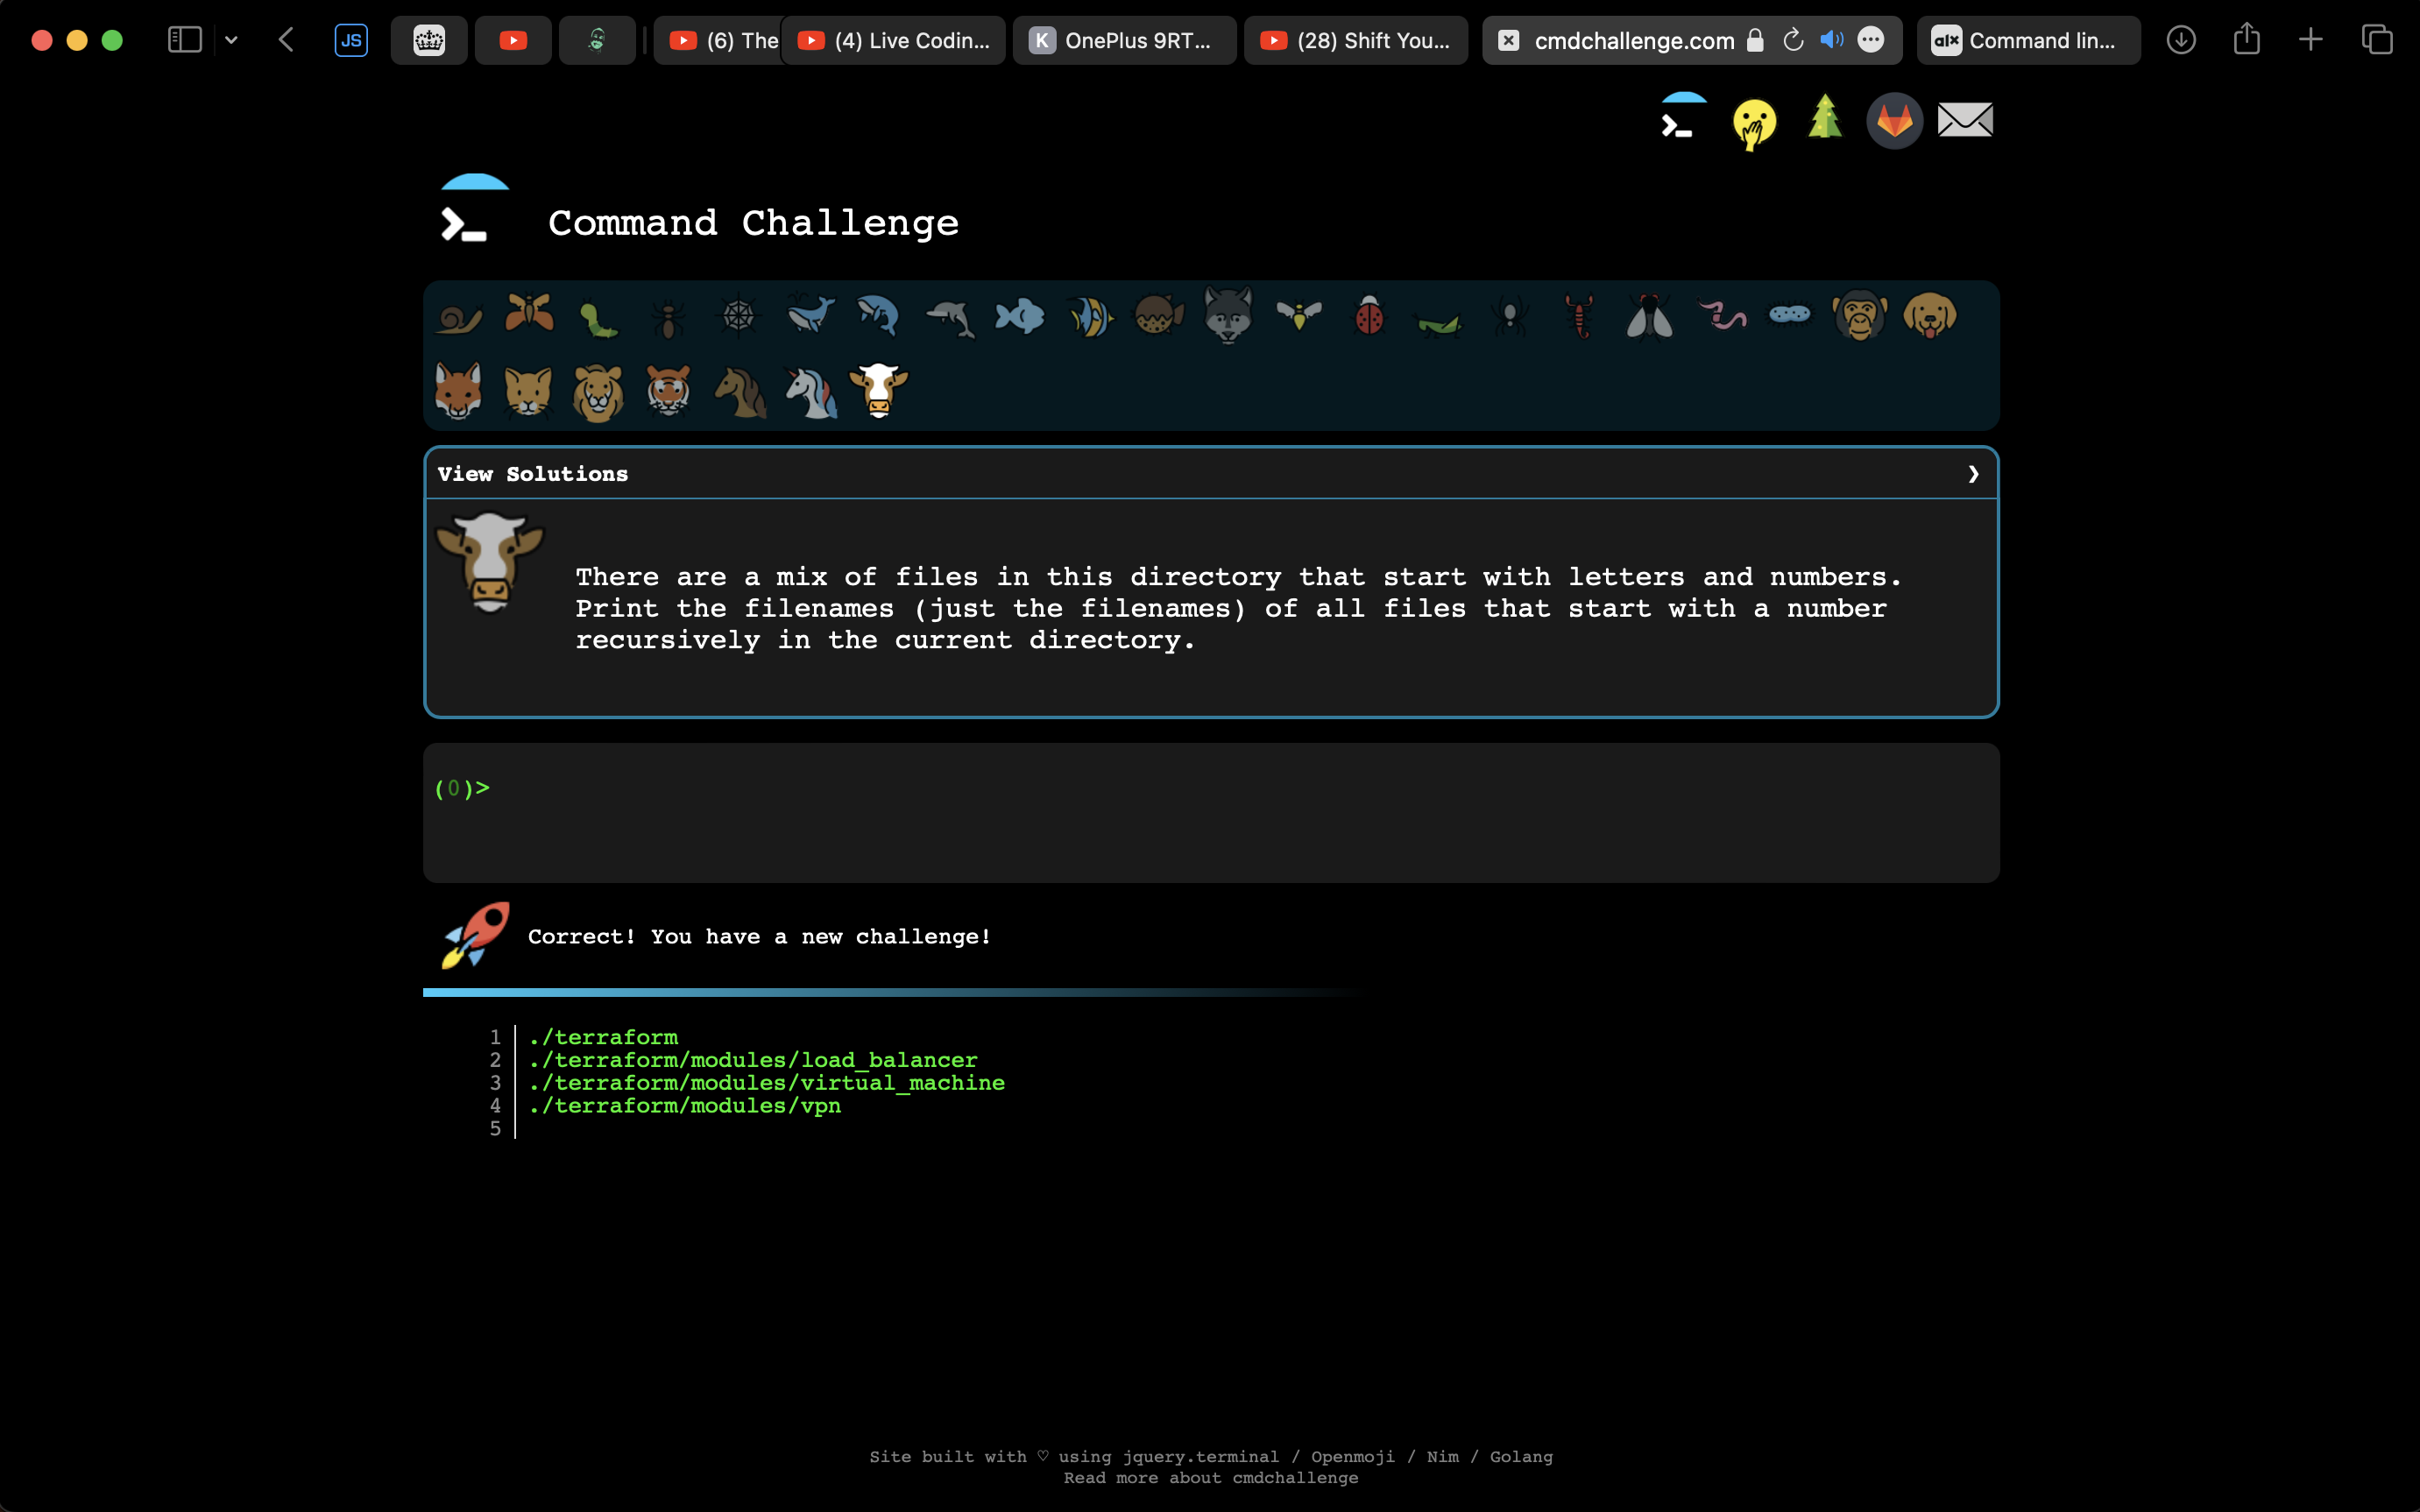 JS
(6) The
(4) Live Codin...
K
OnePlus 9RT...
(28) Shift You...
cmdchallenge.com
alx
Command lin...
Command Challenge
View Solutions
There are a mix of files in this directory that start with letters and numbers.
Print the filenames (just the filenames) of all files that start with a number
recursively in the current directory.
(0)>
Correct! You have a new challenge!
1 ./terraform
2 ./terraform/modules/load_balancer
3 ./terraform/modules/virtual_machine
4 ./terraform/modules/vpn
5
Site built with ♡ using jquery.terminal / Openmoji / Nim / Golang
Read more about cmdchallenge